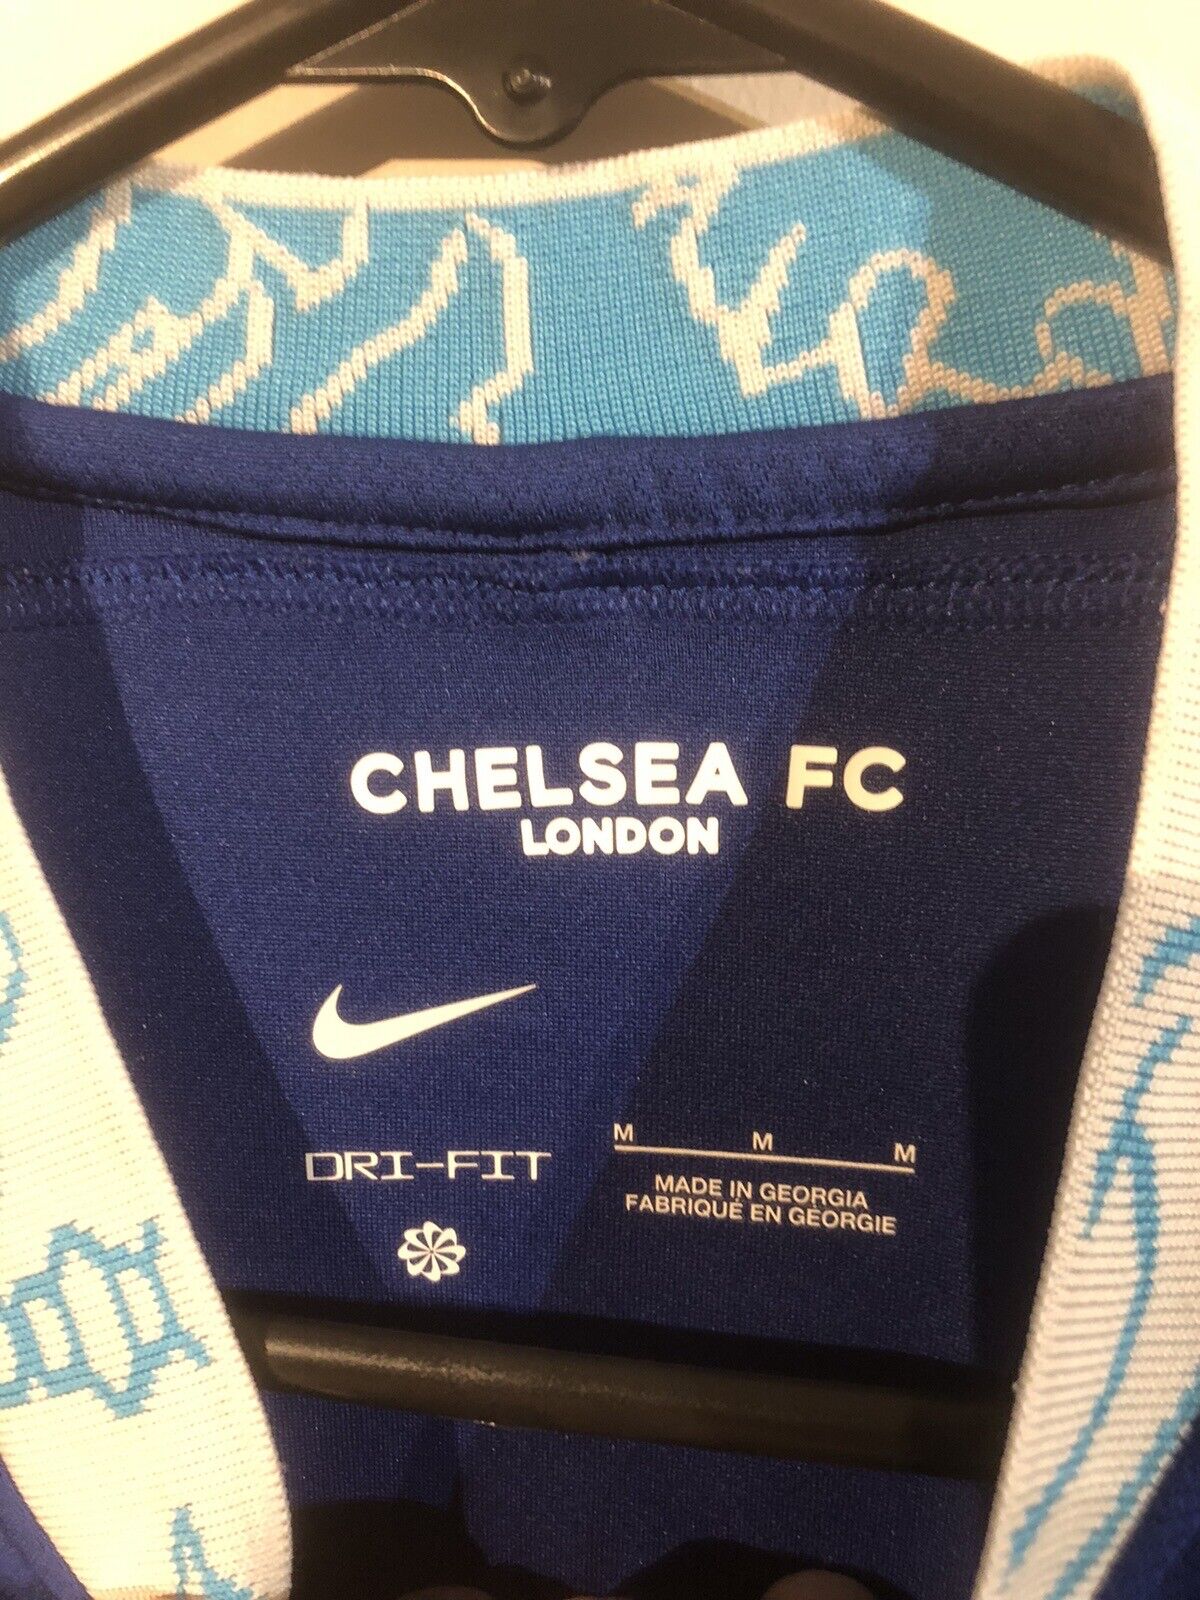 CHELSEA FC
LONDON
DRI-FIT
M M M
MADE IN GEORGIA
FABRIQUÉ EN GÉORGIE